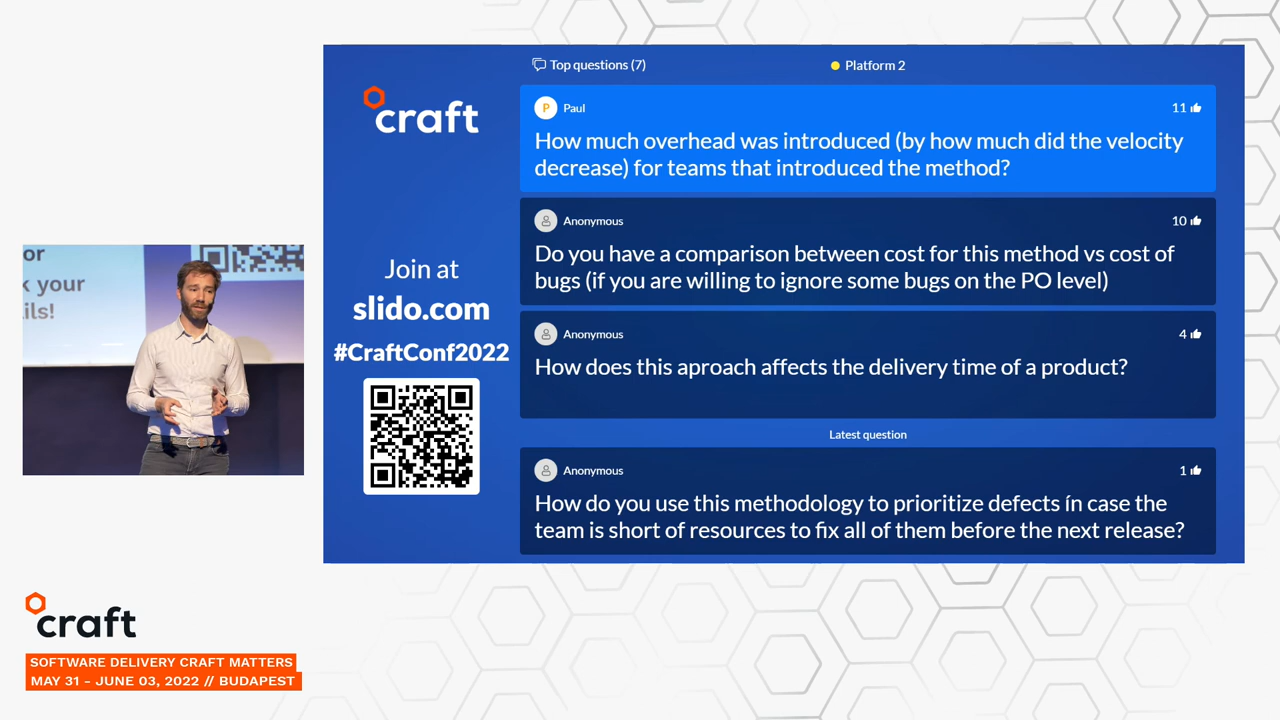 Top questions (7)
Platform 2
craft
P
Paul
11
How much overhead was introduced (by how much did the velocity
decrease) for teams that introduced the method?
Anonymous
10
Do you have a comparison between cost for this method vs cost of
bugs (if you are willing to ignore some bugs on the PO level)
Anonymous
4
How does this aproach affects the delivery time of a product?
Latest question
Anonymous
1
How do you use this methodology to prioritize defects ín case the
team is short of resources to fix all of them before the next release?
Join at
slido.com
#CraftConf2022
or
k your
ils!
craft
SOFTWARE DELIVERY CRAFT MATTERS
MAY 31 - JUNE 03, 2022 // BUDAPEST